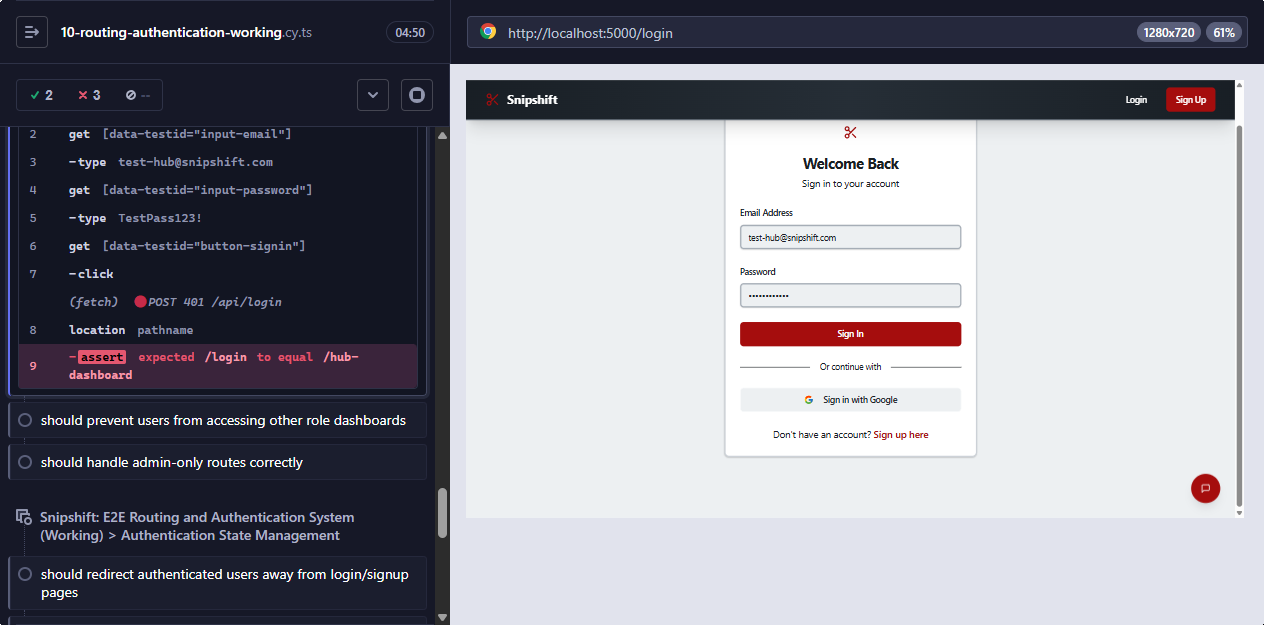 10-routing-authentication-working.cy.ts
04:50
2
3
--
2 get [data-testid="input-email"]
3 -type test-hub@snipshift.com
4 get [data-testid="input-password"]
5 -type TestPass123!
6 get [data-testid="button-signin"]
7 -click
(fetch) POST 401 /api/login
8 location pathname
9 -assert expected /login to equal /hub-
dashboard
should prevent users from accessing other role dashboards
should handle admin-only routes correctly
Snipshift: E2E Routing and Authentication System
(Working) > Authentication State Management
should redirect authenticated users away from login/signup
pages
http://localhost:5000/login
1280x720
61%
Snipshift
Login
Sign Up
Welcome Back
Sign in to your account
Email Address
test-hub@snipshift.com
Password
••••••••••••
Sign In
Or continue with
Sign in with Google
Don't have an account? Sign up here